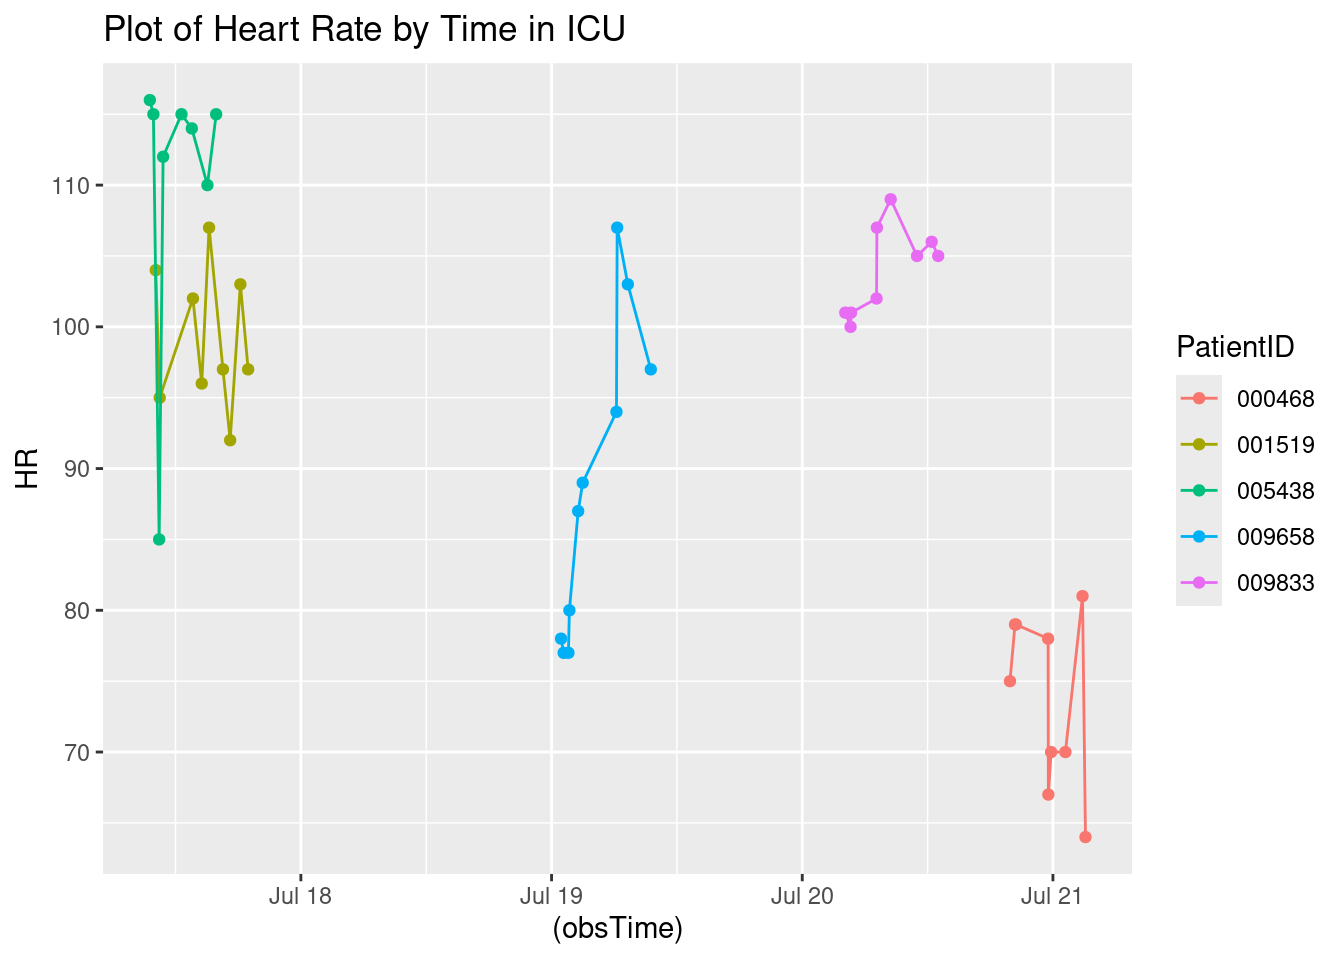 Plot of Heart Rate by Time in ICU
110
100
90
80
70
HR
Jul 18
Jul 19
Jul 20
Jul 21
(obsTime)
PatientID
000468
001519
005438
009658
009833